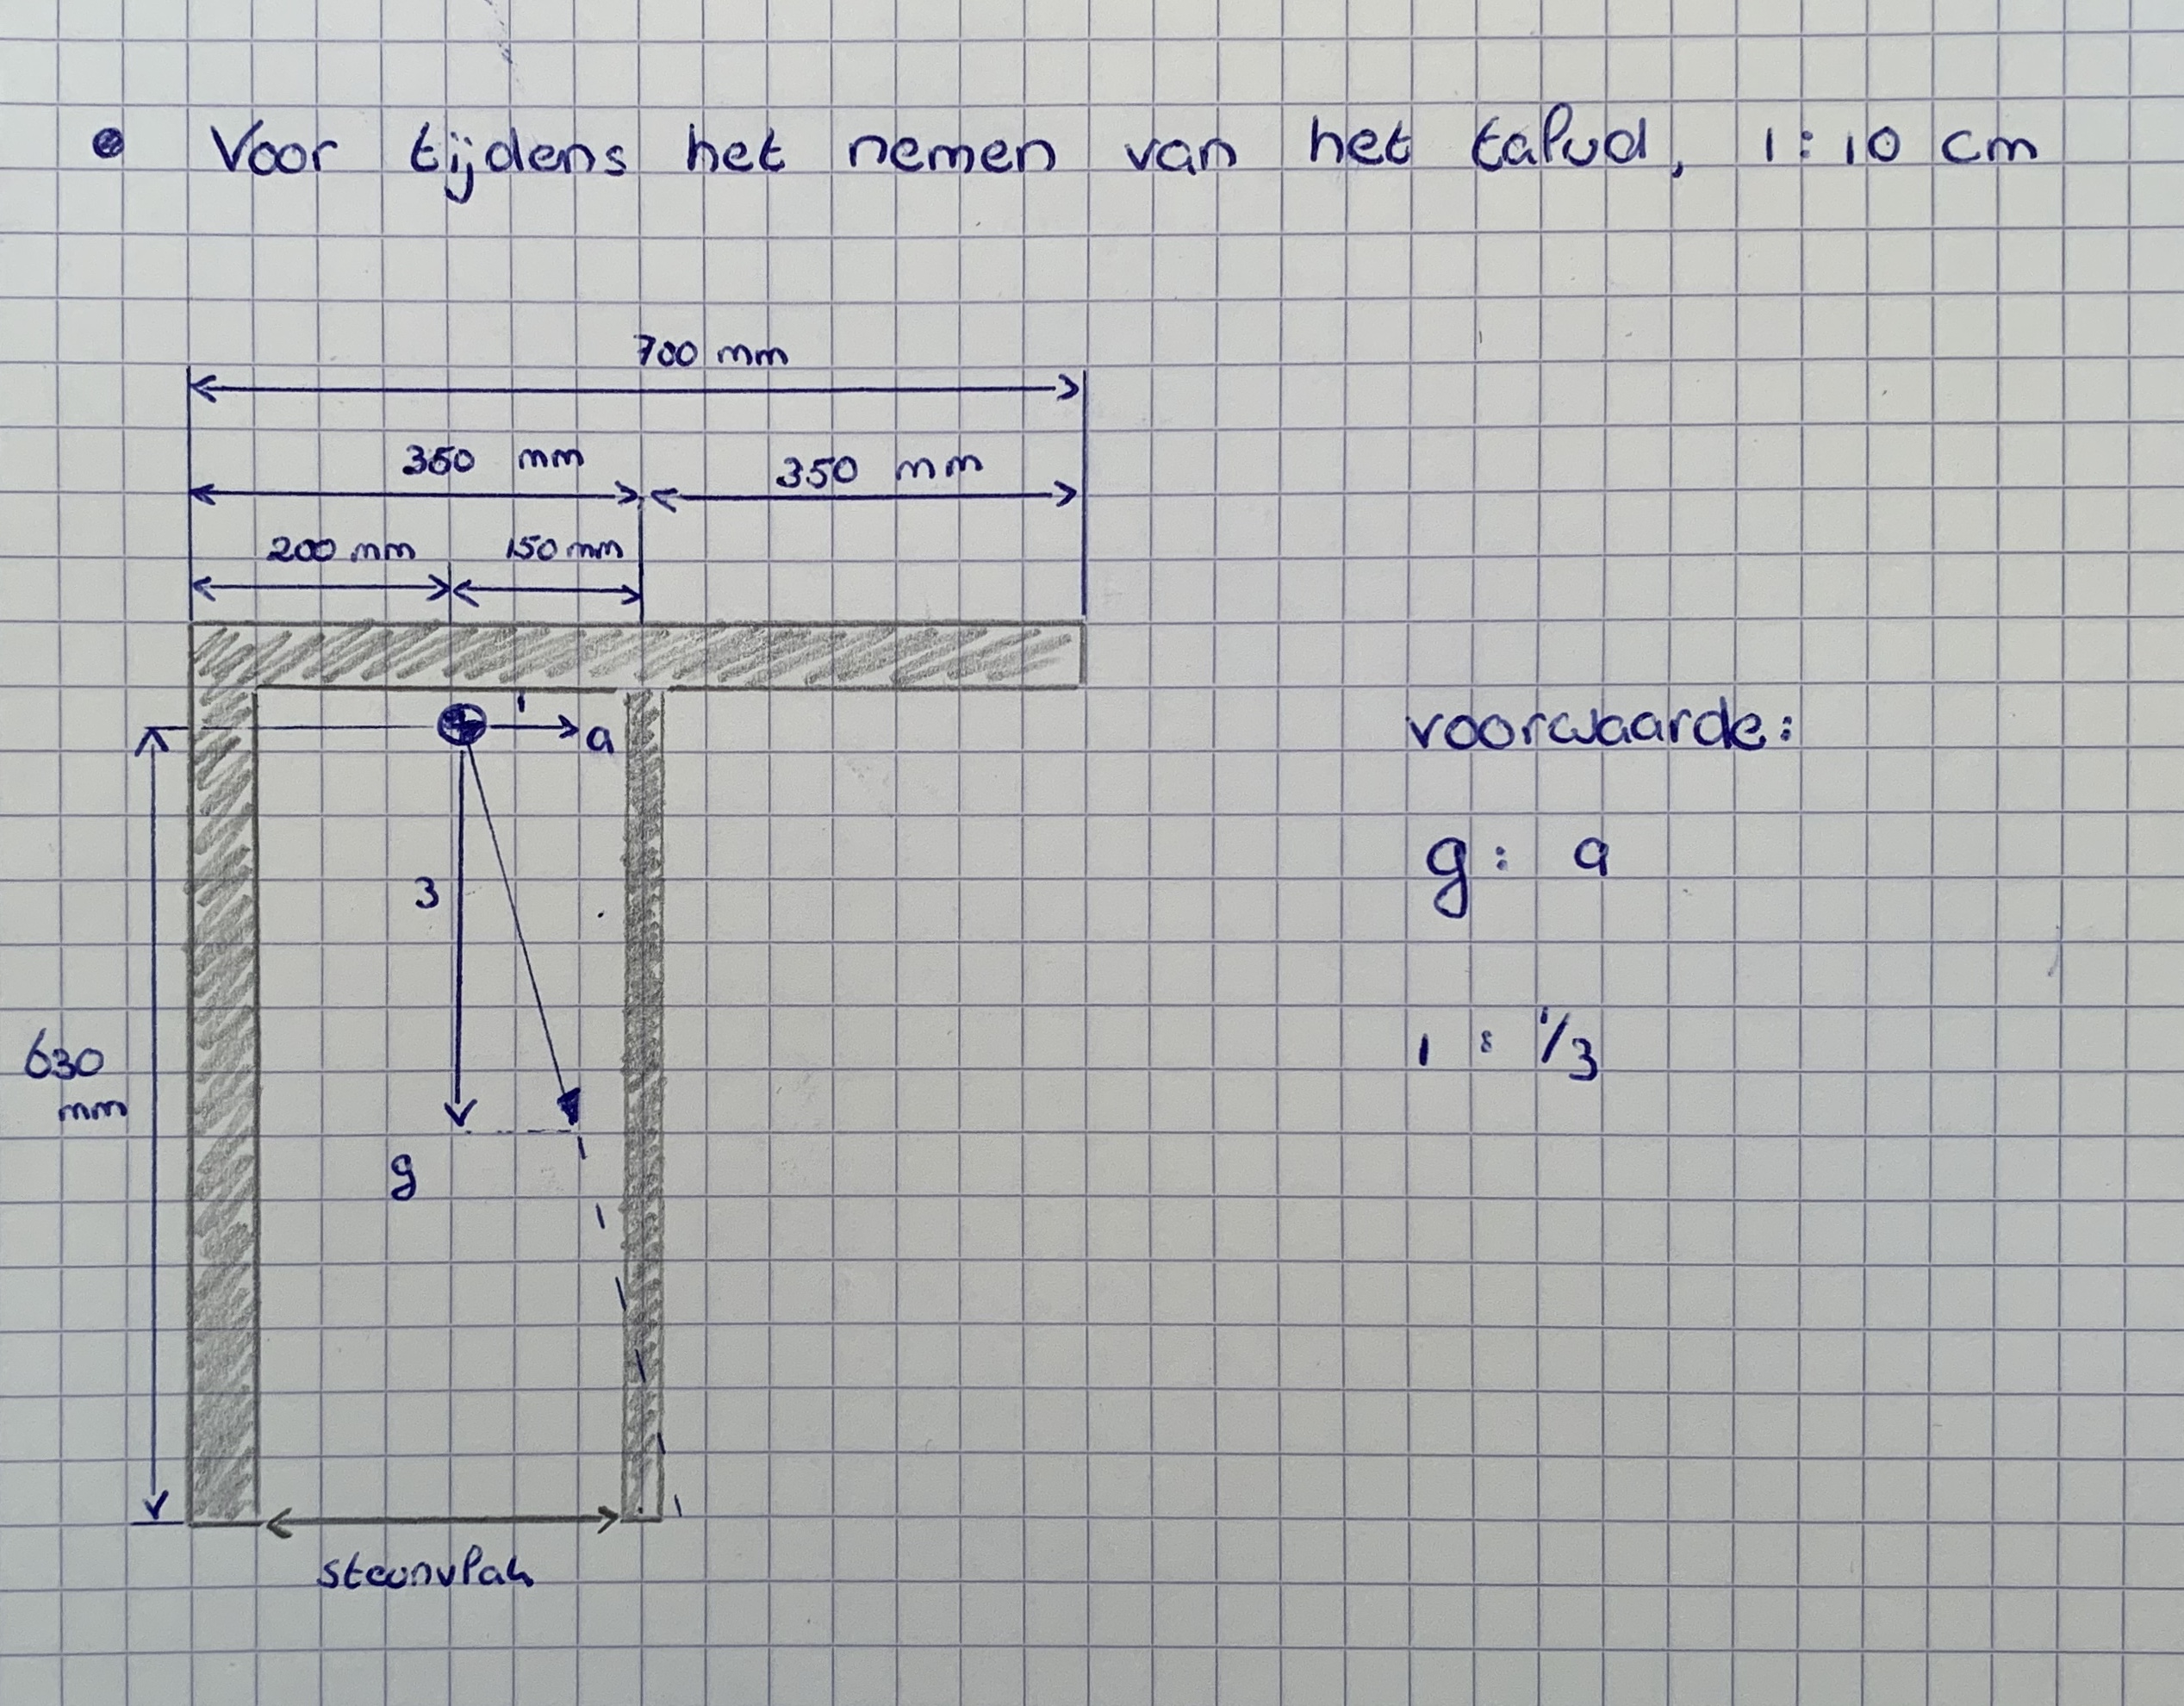 • Voor tijdens het nemen van het talud, 1:10 cm
700 mm
350 mm
350 mm
200 mm
150 mm
1
a
voorwaarde:
3
g: a
630
mm
1 : 1/3
g
steunvlak